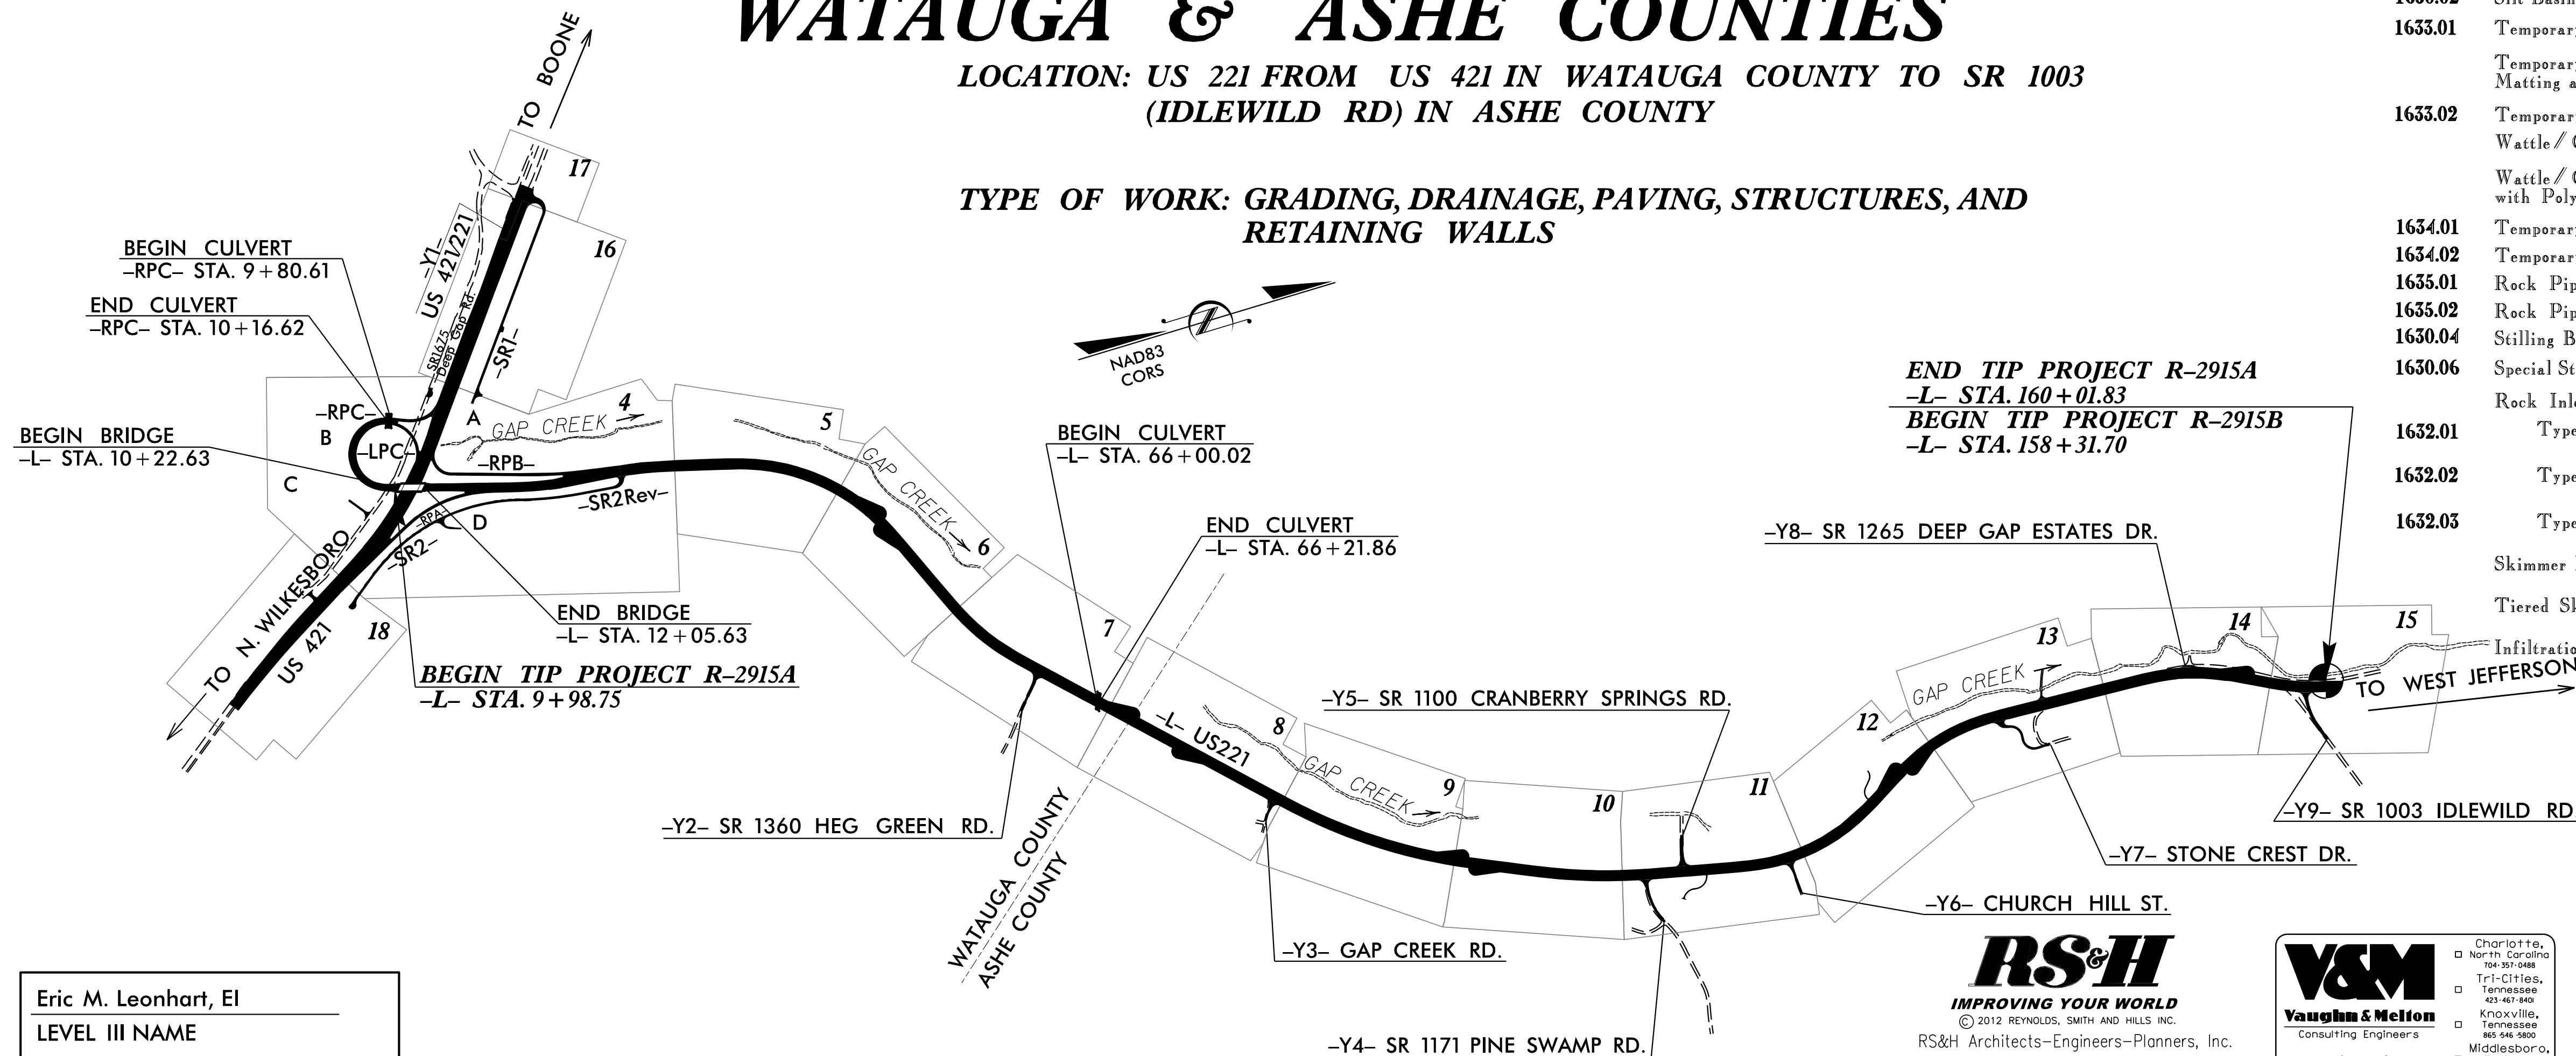 WATAUGA & ASHE COUNTIES
LOCATION: US 221 FROM US 421 IN WATAUGA COUNTY TO SR 1003
(IDLEWILD RD) IN ASHE COUNTY
TYPE OF WORK: GRADING, DRAINAGE, PAVING, STRUCTURES, AND
RETAINING WALLS
TO BOONE
17
16
–Y1–
US 421/221
SR1675
Deep Gap Rd.
–SR1–
BEGIN CULVERT
–RPC– STA. 9+80.61
END CULVERT
–RPC– STA. 10+16.62
BEGIN BRIDGE
–L– STA. 10+22.63
–RPC–
A
B
–LPC–
C
D
–RPB–
–RPA–
–SR2–
–SR2Rev–
GAP CREEK
4
5
GAP CREEK
6
NAD83
CORS
TO N. WILKESBORO
US 421
18
END BRIDGE
–L– STA. 12+05.63
BEGIN TIP PROJECT R–2915A
–L– STA. 9+98.75
BEGIN CULVERT
–L– STA. 66+00.02
END CULVERT
–L– STA. 66+21.86
7
–L– US221
8
GAP CREEK
9
10
11
12
GAP CREEK
13
14
15
–Y2– SR 1360 HEG GREEN RD.
WATAUGA COUNTY
ASHE COUNTY
–Y3– GAP CREEK RD.
–Y4– SR 1171 PINE SWAMP RD.
–Y5– SR 1100 CRANBERRY SPRINGS RD.
–Y6– CHURCH HILL ST.
–Y7– STONE CREST DR.
–Y8– SR 1265 DEEP GAP ESTATES DR.
–Y9– SR 1003 IDLEWILD RD
END TIP PROJECT R–2915A
–L– STA. 160+01.83
BEGIN TIP PROJECT R–2915B
–L– STA. 158+31.70
TO WEST JEFFERSON
1633.01 Temporar
Temporar
Matting a
1633.02 Temporar
Wattle/
Wattle/
with Poly
1634.01 Temporar
1634.02 Temporar
1635.01 Rock Pip
1635.02 Rock Pip
1630.04 Stilling B
1630.06 Special St
Rock Inl
1632.01 Type
1632.02 Type
1632.03 Type
Skimmer
Tiered Sk
Infiltratio
Eric M. Leonhart, EI
LEVEL III NAME
RS&H
IMPROVING YOUR WORLD
© 2012 REYNOLDS, SMITH AND HILLS INC.
RS&H Architects-Engineers-Planners, Inc.
V&M
Vaughn & Melton
Consulting Engineers
Charlotte,
North Carolina
704-357-0488
Tri-Cities,
Tennessee
423-467-8401
Knoxville,
Tennessee
865-546-5800
Middlesboro,